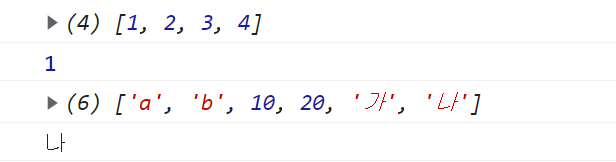 (4) [1, 2, 3, 4]
1
(6) ['a', 'b', 10, 20, '가', '나']
나